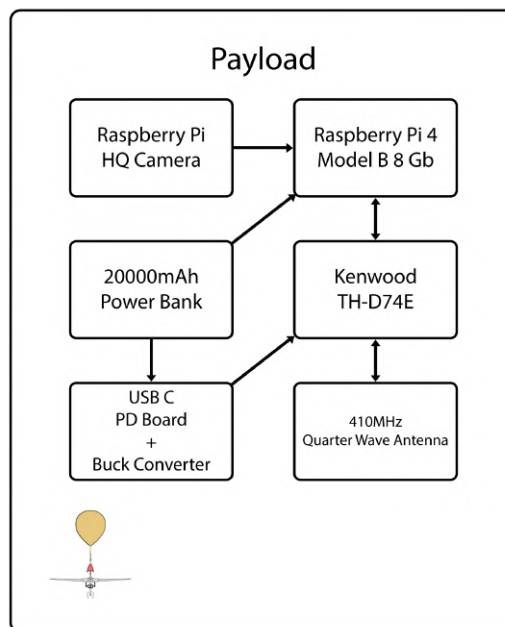 Payload
Raspberry Pi
HQ Camera
Raspberry Pi 4
Model B 8 Gb
20000mAh
Power Bank
Kenwood
TH-D74E
USB C
PD Board
+
Buck Converter
410MHz
Quarter Wave Antenna